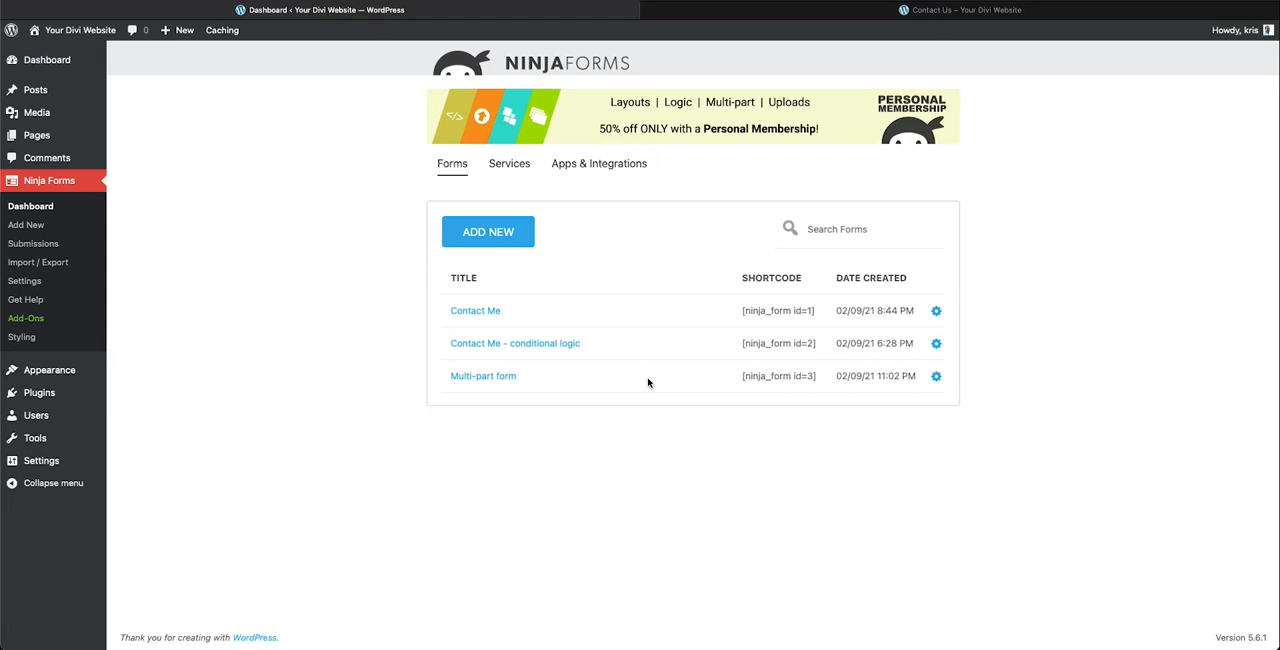 Dashboard ‹ Your Divi Website — WordPress
Contact Us – Your Divi Website
Your Divi Website 0 New Caching
Howdy, kris
Dashboard
Posts
Media
Pages
Comments
Ninja Forms
Dashboard
Add New
Submissions
Import / Export
Settings
Get Help
Add-Ons
Styling
Appearance
Plugins
Users
Tools
Settings
Collapse menu
NINJAFORMS
Layouts | Logic | Multi-part | Uploads
50% off ONLY with a Personal Membership!
PERSONAL
MEMBERSHIP
Forms Services Apps & Integrations
ADD NEW
Search Forms
TITLE SHORTCODE DATE CREATED
Contact Me [ninja_form id=1] 02/09/21 8:44 PM
Contact Me - conditional logic [ninja_form id=2] 02/09/21 6:28 PM
Multi-part form [ninja_form id=3] 02/09/21 11:02 PM
Thank you for creating with WordPress.
Version 5.6.1